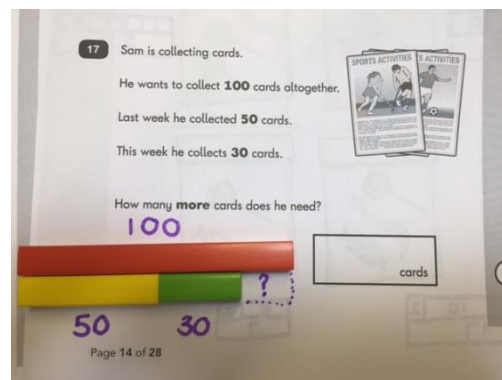 17 Sam is collecting cards.
He wants to collect 100 cards altogether.
SPORTS ACTIVITIES
TS ACTIVITIES
Last week he collected 50 cards.
This week he collects 30 cards.
How many more cards does he need?
100
cards
?
50 30
Page 14 of 28